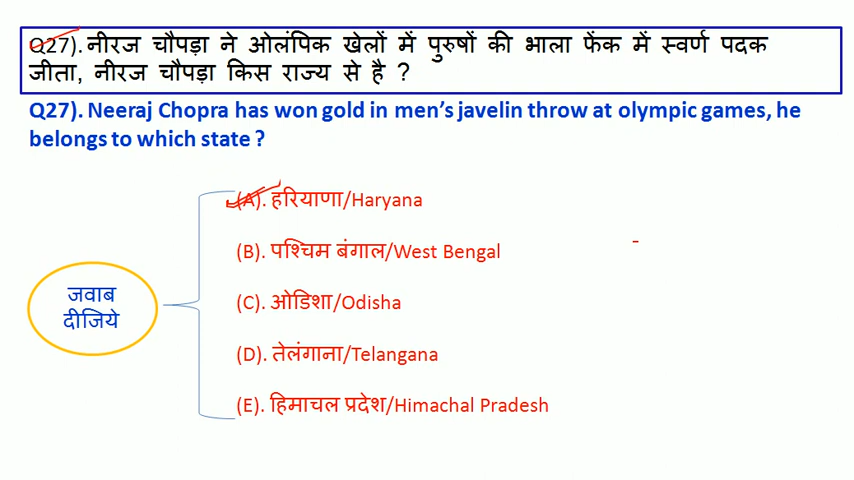 Q27). नीरज चौपड़ा ने ओलंपिक खेलों में पुरुषों की भाला फेंक में स्वर्ण पदक
जीता, नीरज चौपड़ा किस राज्य से है ?
Q27). Neeraj Chopra has won gold in men’s javelin throw at olympic games, he
belongs to which state ?
(A). हरियाणा/Haryana
(B). पश्चिम बंगाल/West Bengal
(C). ओडिशा/Odisha
(D). तेलंगाना/Telangana
(E). हिमाचल प्रदेश/Himachal Pradesh
जवाब
दीजिये